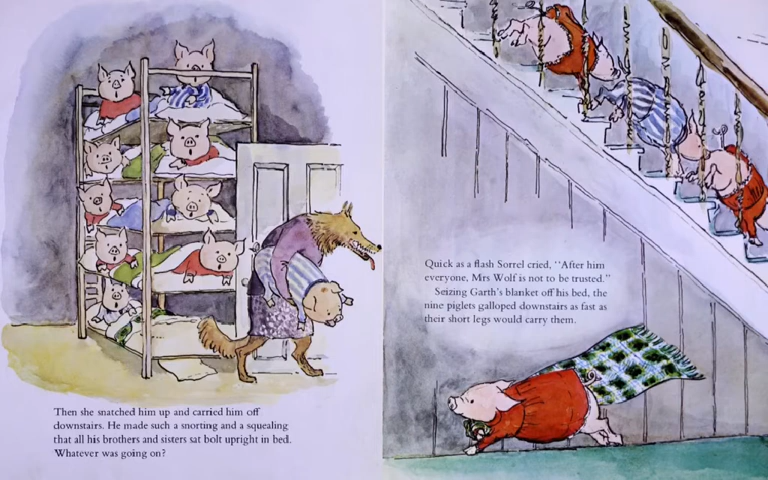 Then she snatched him up and carried him off
downstairs. He made such a snorting and a squealing
that all his brothers and sisters sat bolt upright in bed.
Whatever was going on?
Quick as a flash Sorrel cried, “After him
everyone, Mrs Wolf is not to be trusted.”
Seizing Garth's blanket off his bed, the
nine piglets galloped downstairs as fast as
their short legs would carry them.